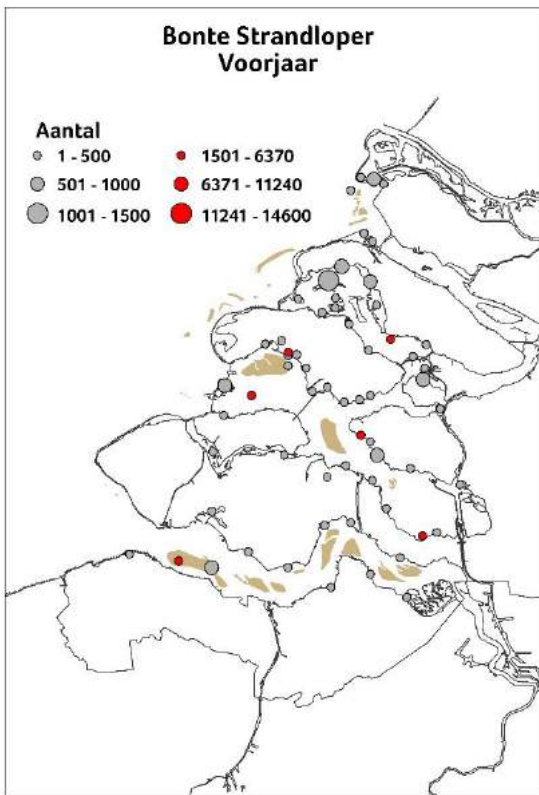 Bonte Strandloper
Voorjaar
Aantal
1 - 500
501 - 1000
1001 - 1500
1501 - 6370
6371 - 11240
11241 - 14600